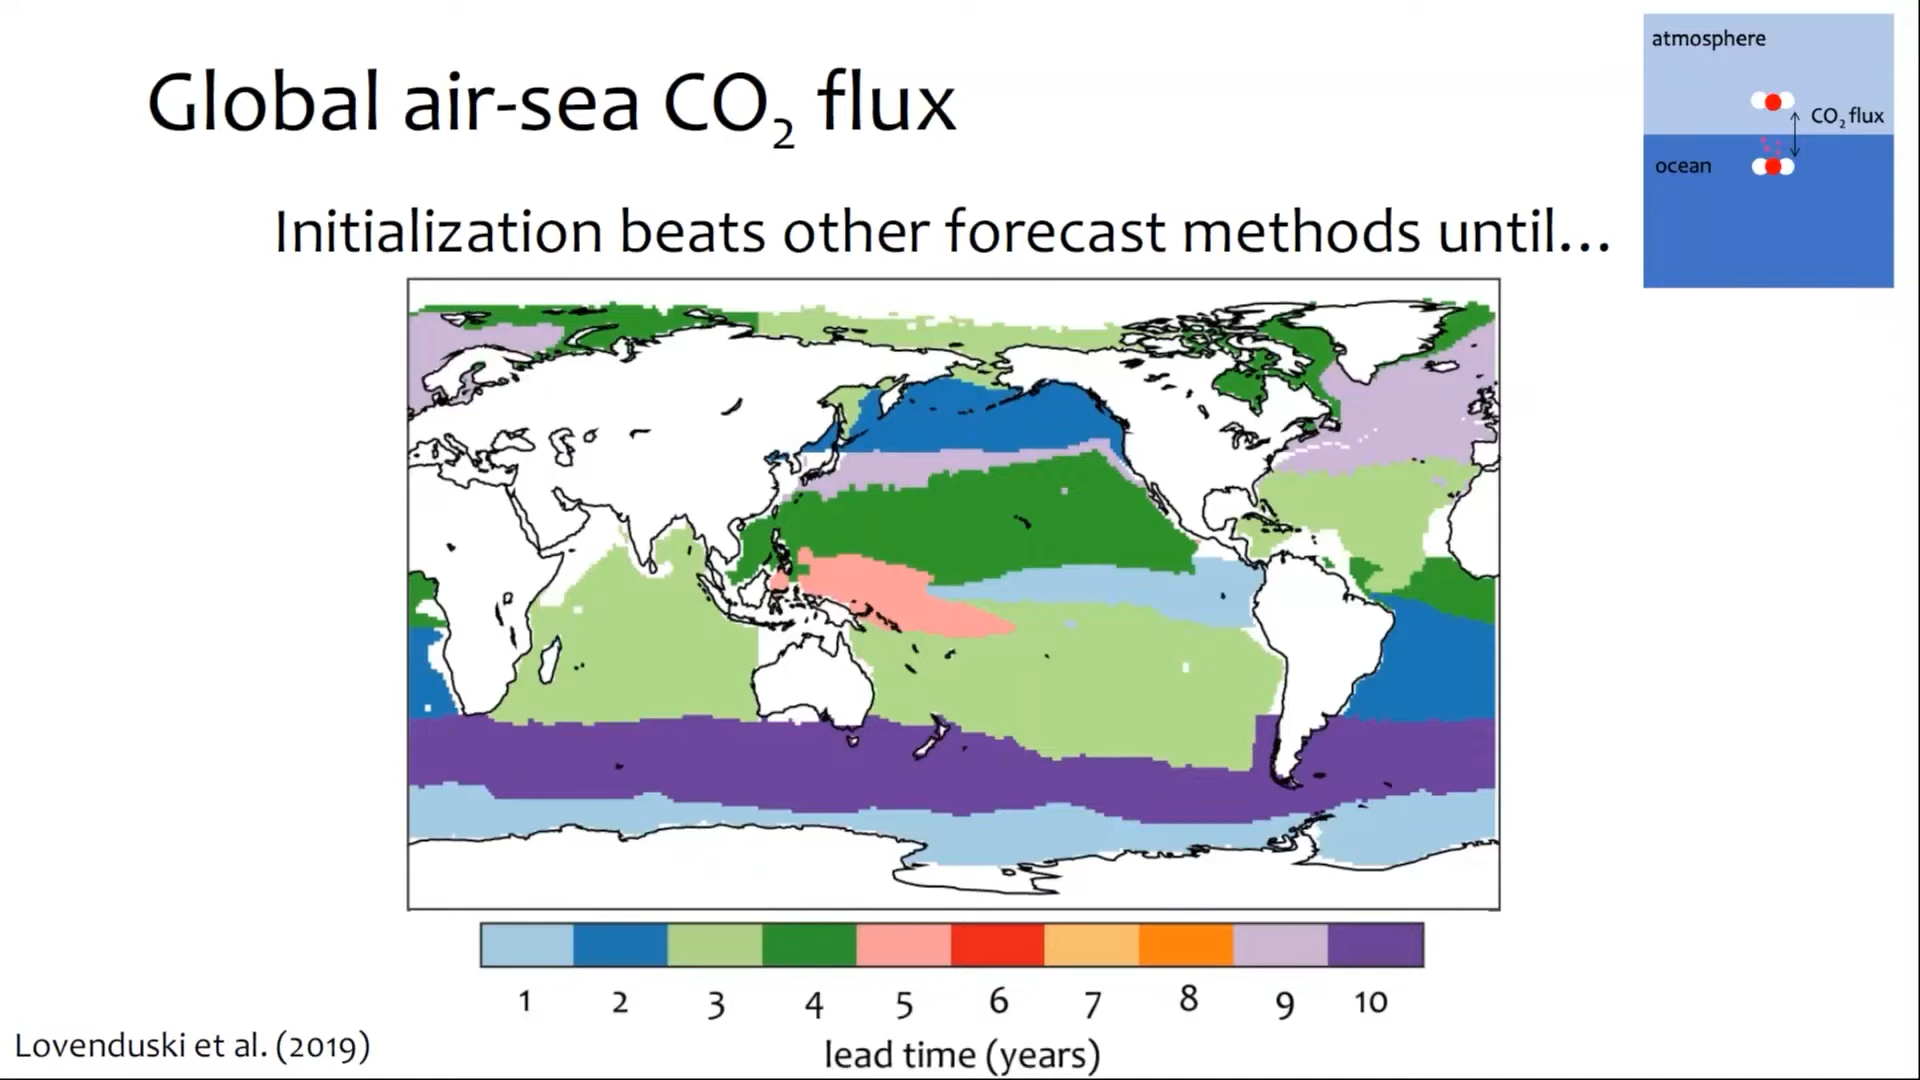 Global air-sea CO₂ flux
atmosphere
CO₂ flux
ocean
Initialization beats other forecast methods until…
1 2 3 4 5 6 7 8 9 10
lead time (years)
Lovenduski et al. (2019)